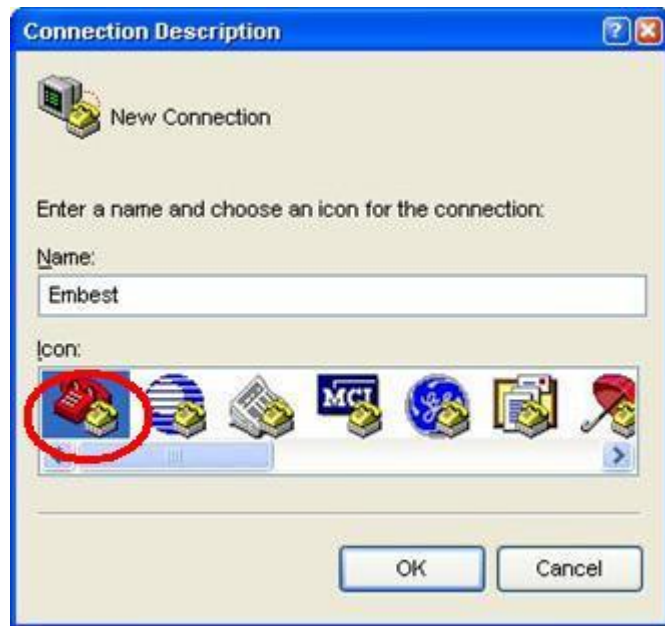 Connection Description
New Connection
Enter a name and choose an icon for the connection:
Name:
Embest
Icon:
MCI
OK Cancel